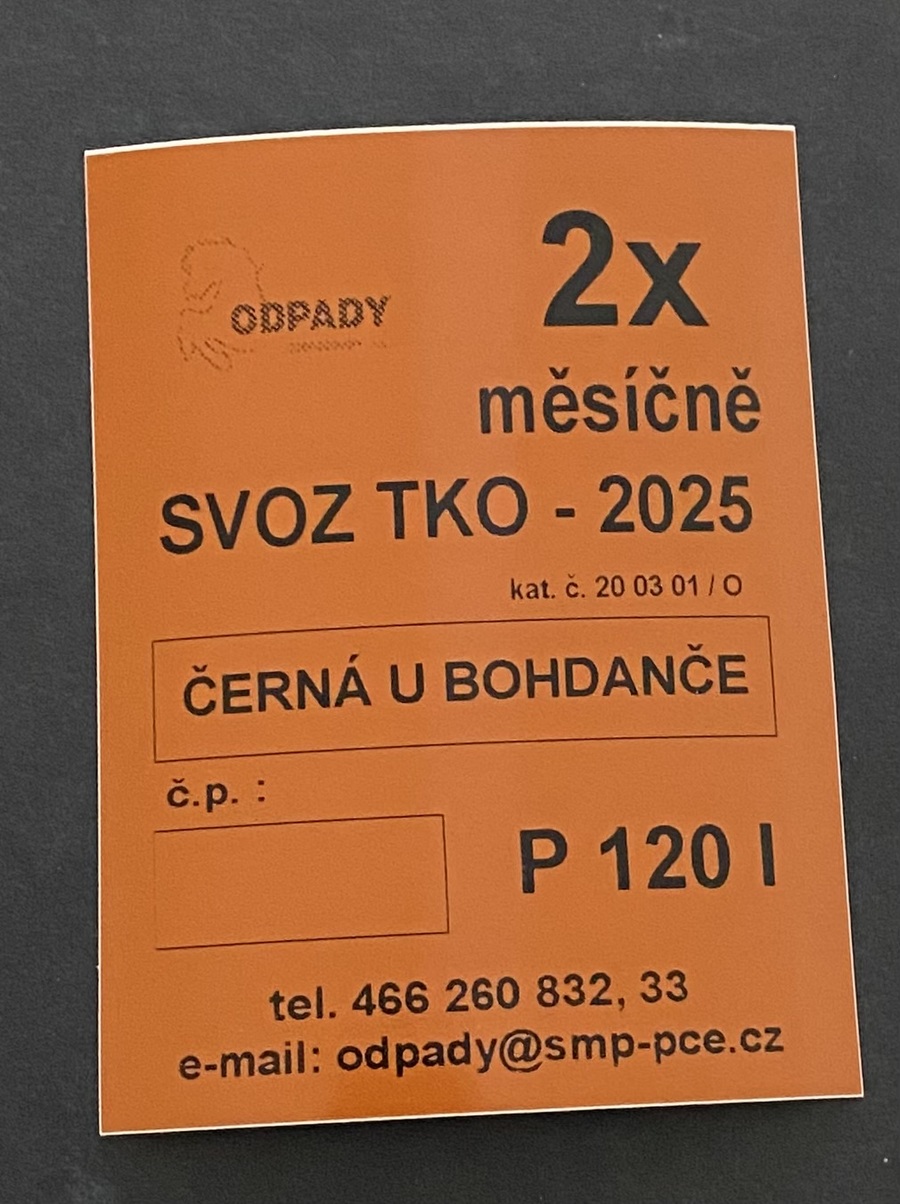 ODPADY
2x
měsíčně
SVOZ TKO - 2025
kat. č. 20 03 01 / O
ČERNÁ U BOHDANČE
č.p. :
P 120 l
tel. 466 260 832, 33
e-mail: odpady@smp-pce.cz